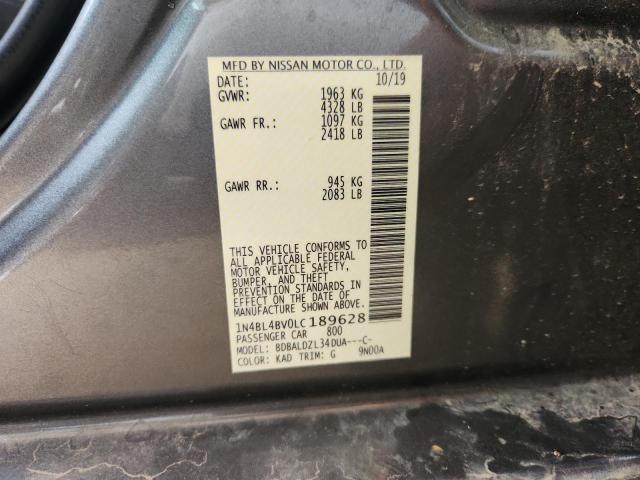 MFD BY NISSAN MOTOR CO., LTD.
DATE: 10/19
GVWR: 1963 KG
4328 LB
GAWR FR.: 1097 KG
2418 LB
GAWR RR.: 945 KG
2083 LB
THIS VEHICLE CONFORMS TO
ALL APPLICABLE FEDERAL
MOTOR VEHICLE SAFETY,
BUMPER, AND THEFT
PREVENTION STANDARDS IN
EFFECT ON THE DATE OF
MANUFACTURE SHOWN ABOVE.
1N4BL4BV0LC189628
PASSENGER CAR 800
MODEL: BDBALDZL34DUA---C-
COLOR: KAD TRIM: G 9N00A